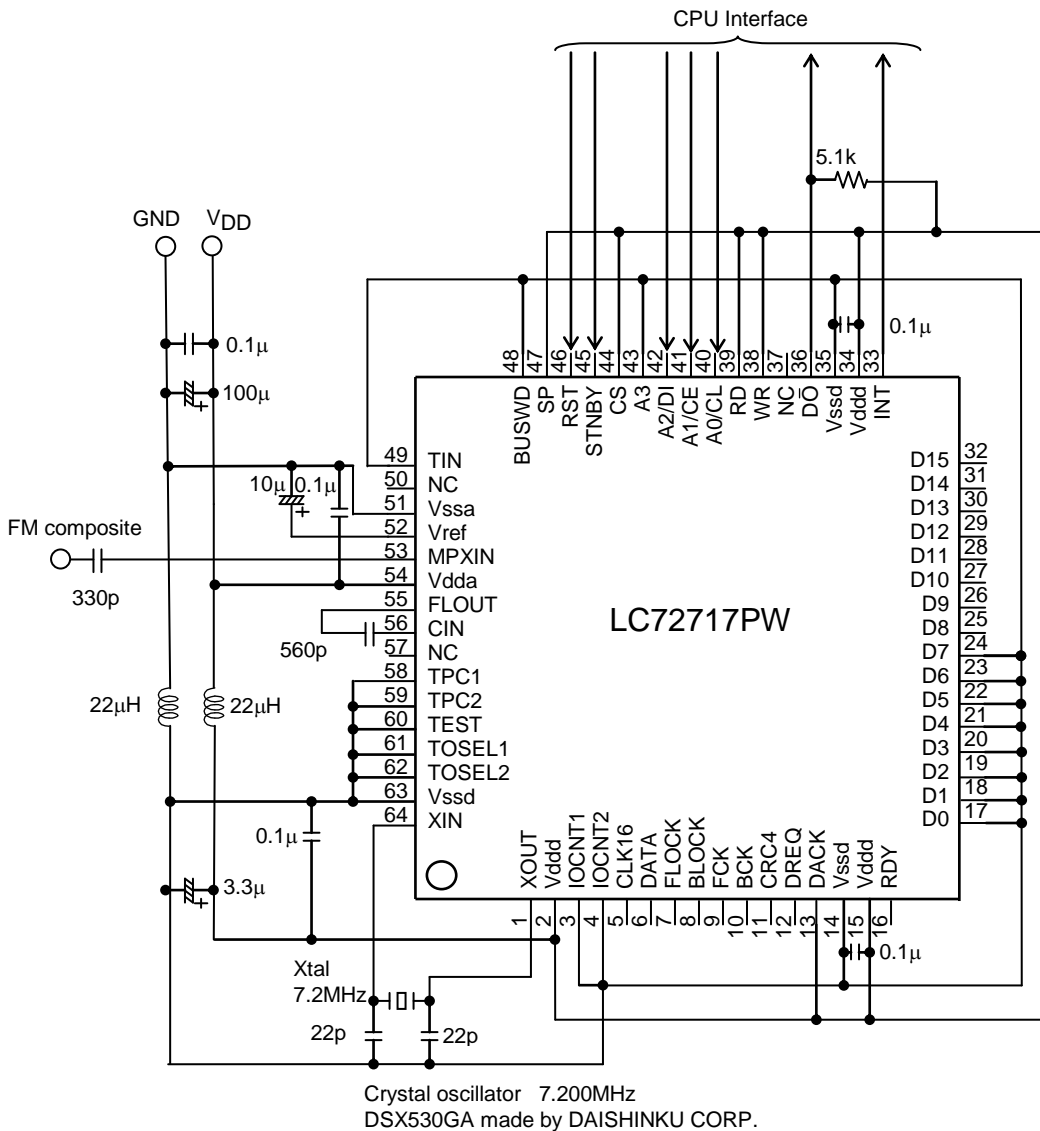 CPU Interface
5.1k
GND
VDD
0.1μ
0.1μ
100μ
48
47
46
45
44
43
42
41
40
39
38
37
36
35
34
33
BUSWD
SP
RST
STNBY
CS
A3
A2/DI
A1/CE
A0/CL
RD
WR
NC
DO
Vssd
Vddd
INT
49 TIN
50 NC
51 Vssa
52 Vref
53 MPXIN
54 Vdda
55 FLOUT
56 CIN
57 NC
58 TPC1
59 TPC2
60 TEST
61 TOSEL1
62 TOSEL2
63 Vssd
64 XIN
10μ
0.1μ
FM composite
330p
560p
22μH
22μH
0.1μ
3.3μ
LC72717PW
D15 32
D14 31
D13 30
D12 29
D11 28
D10 27
D9 26
D8 25
D7 24
D6 23
D5 22
D4 21
D3 20
D2 19
D1 18
D0 17
XOUT
Vddd
IOCNT1
IOCNT2
CLK16
DATA
FLOCK
BLOCK
FCK
BCK
CRC4
DREQ
DACK
Vssd
Vddd
RDY
1
2
3
4
5
6
7
8
9
10
11
12
13
14
15
16
0.1μ
Xtal
7.2MHz
22p
22p
Crystal oscillator 7.200MHz
DSX530GA made by DAISHINKU CORP.